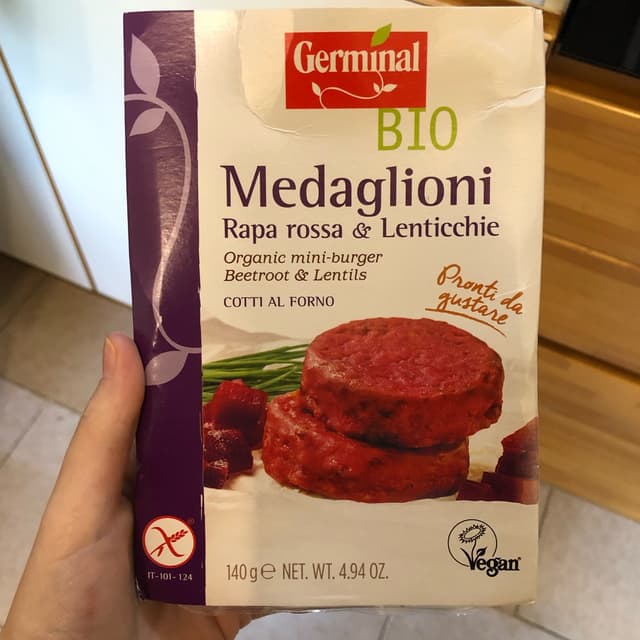 Germinal
BIO
Medaglioni
Rapa rossa & Lenticchie
Organic mini-burger
Beetroot & Lentils
COTTI AL FORNO
Pronti da
gustare
IT-101-124
140 g ℮ NET. WT. 4.94 OZ.
Vegan